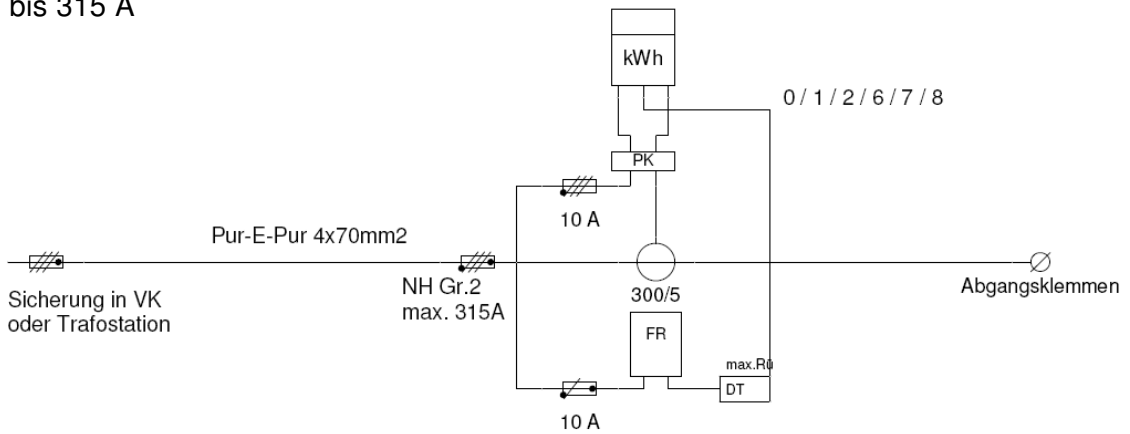 bis 315 A
kWh
0 / 1 / 2 / 6 / 7 / 8
PK
10 A
Pur-E-Pur 4x70mm2
Sicherung in VK
oder Trafostation
NH Gr.2
max. 315A
300/5
Abgangsklemmen
FR
max.Rü
DT
10 A